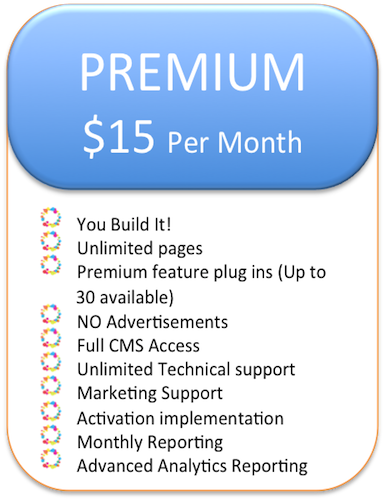 PREMIUM
$15 Per Month
You Build It!
Unlimited pages
Premium feature plug ins (Up to
30 available)
NO Advertisements
Full CMS Access
Unlimited Technical support
Marketing Support
Activation implementation
Monthly Reporting
Advanced Analytics Reporting